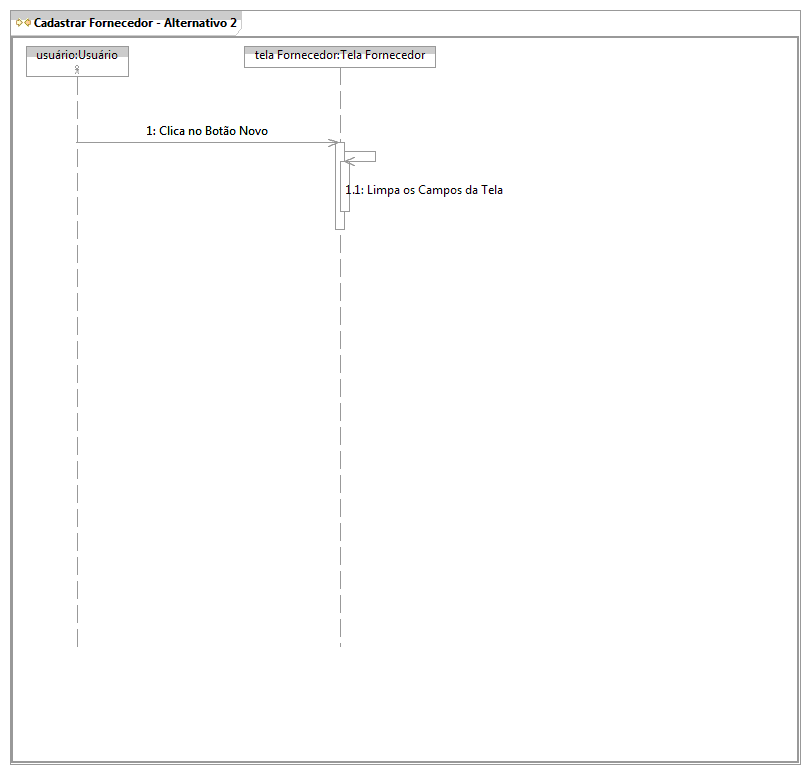 Cadastrar Fornecedor - Alternativo 2
usuário:Usuário
tela Fornecedor:Tela Fornecedor
1: Clica no Botão Novo
1.1: Limpa os Campos da Tela